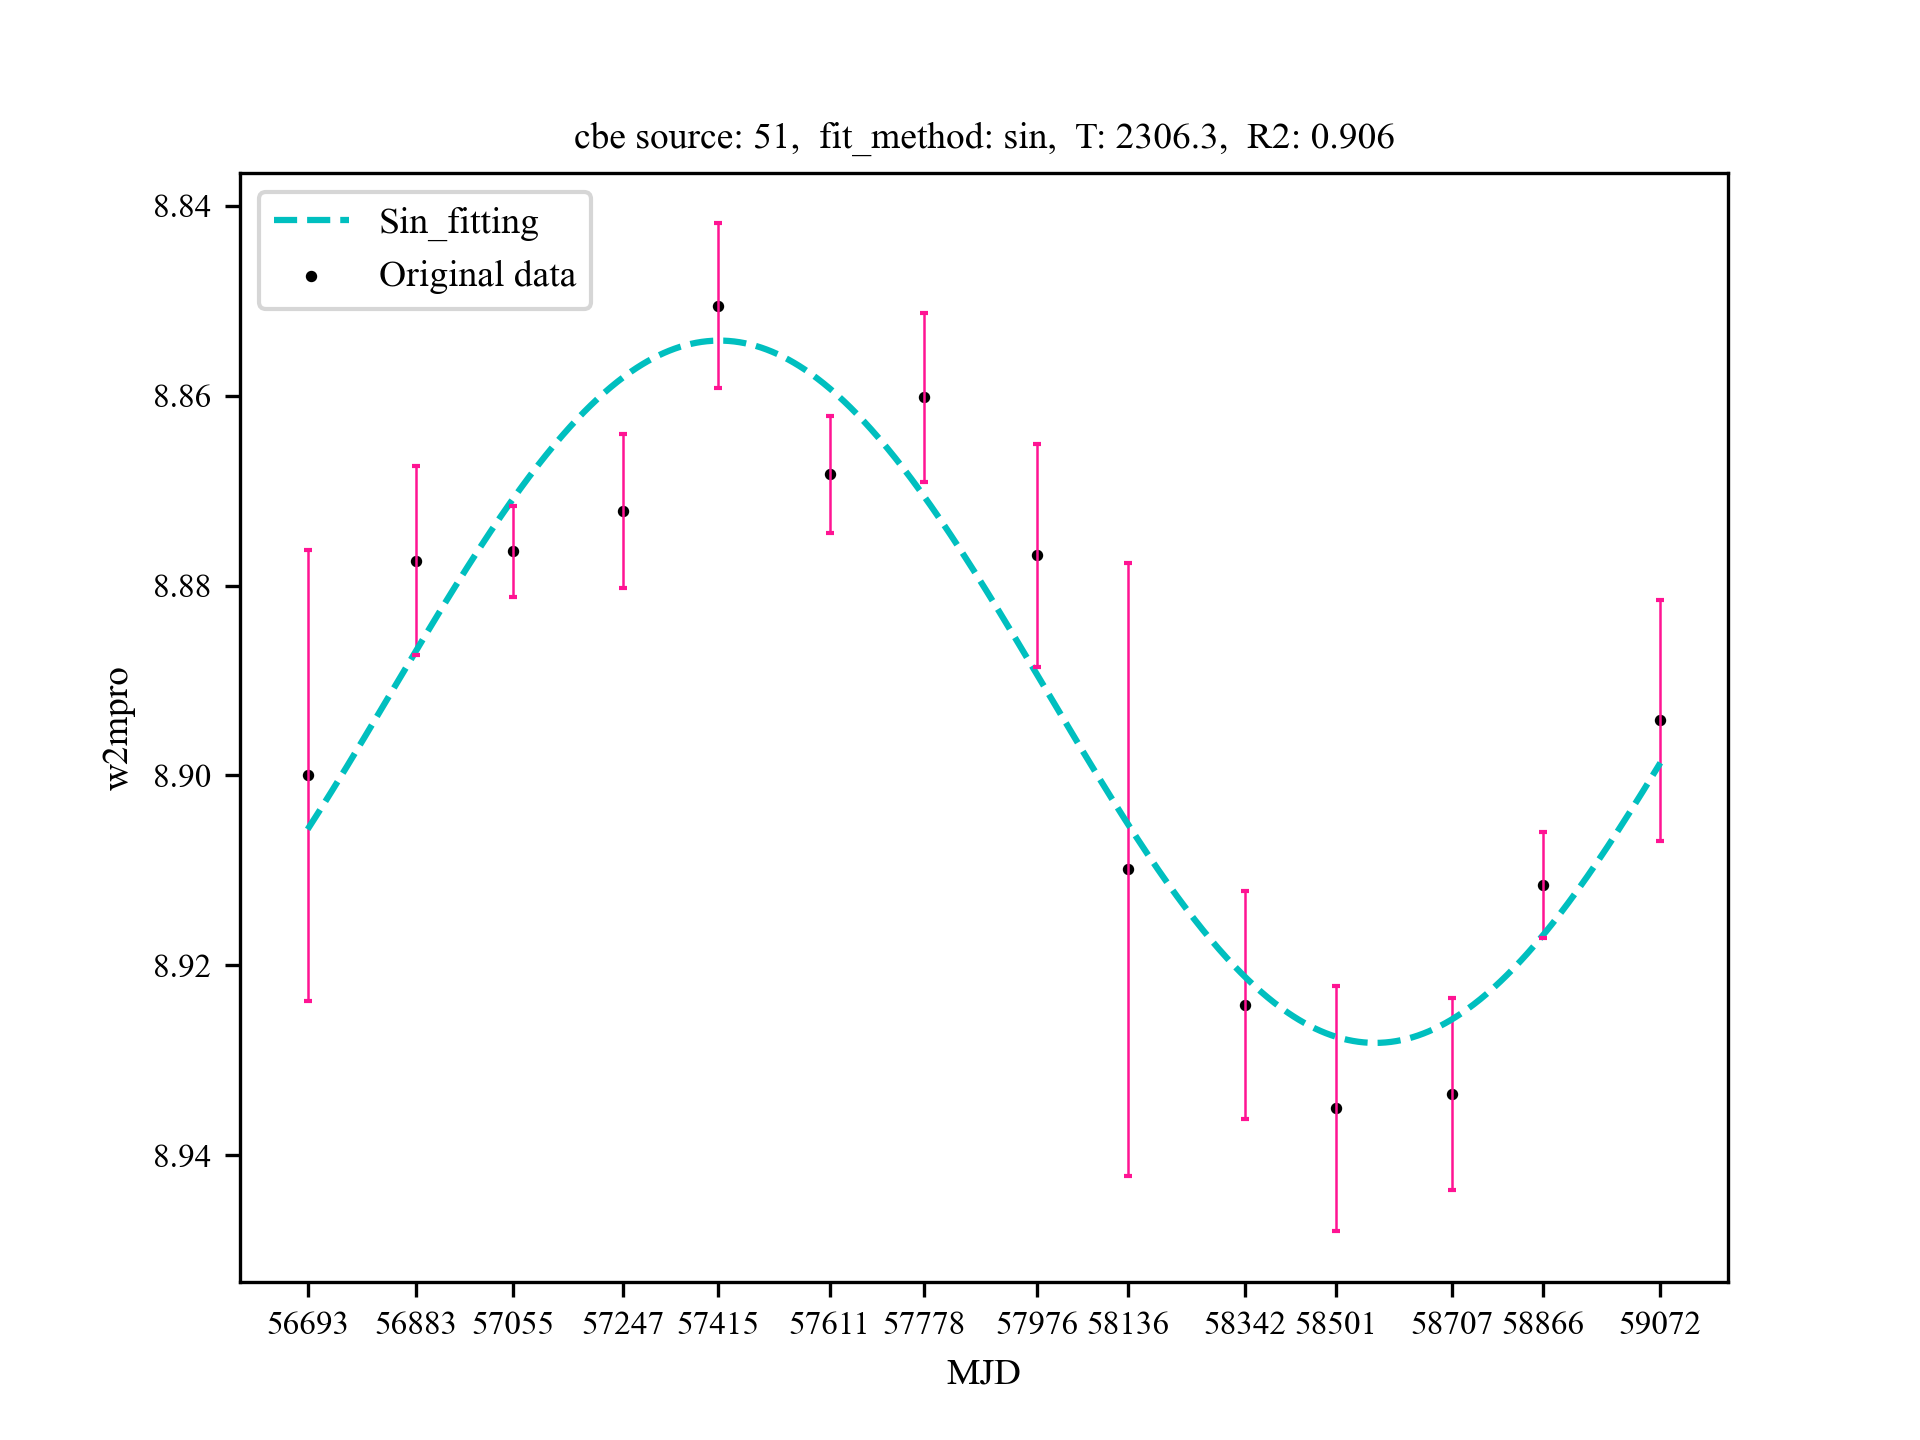 cbe source: 51, fit_method: sin, T: 2306.3, R2: 0.906
Sin_fitting
Original data
8.84
8.86
8.88
8.90
8.92
8.94
w2mpro
56693 56883 57055 57247 57415 57611 57778 57976 58136 58342 58501 58707 58866 59072
MJD